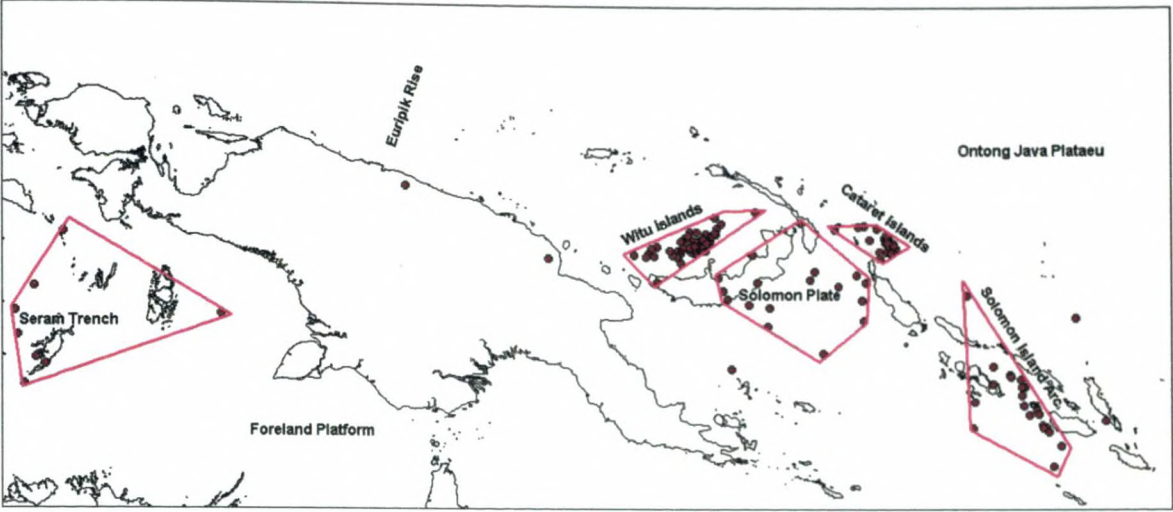 Euripik Rise
Ontong Java Plataeu
Witu Islands
Cataret Islands
Solomon Plate
Seram Trench
Solomon Island Arc.
Foreland Platform